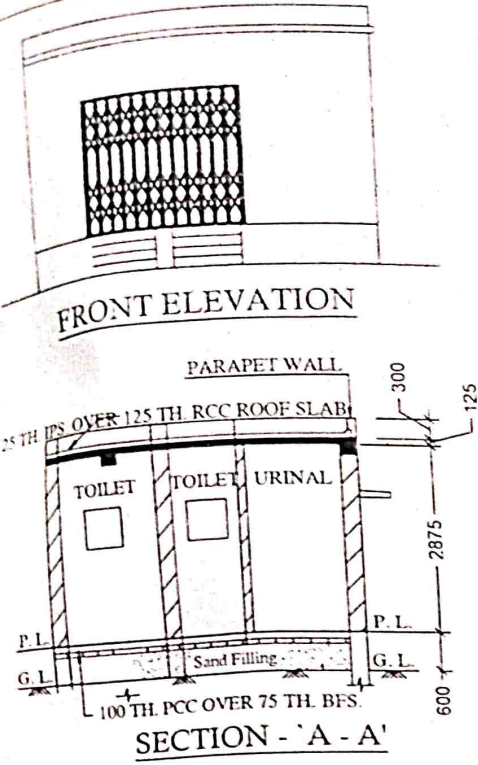 FRONT ELEVATION
PARAPET WALL
25 TH. IPS OVER 125 TH. RCC ROOF SLAB
300
125
TOILET
TOILET
URINAL
2875
P. L.
P. L.
Sand Filling
G. L.
G. L.
600
100 TH. PCC OVER 75 TH. BFS.
SECTION - `A - A'